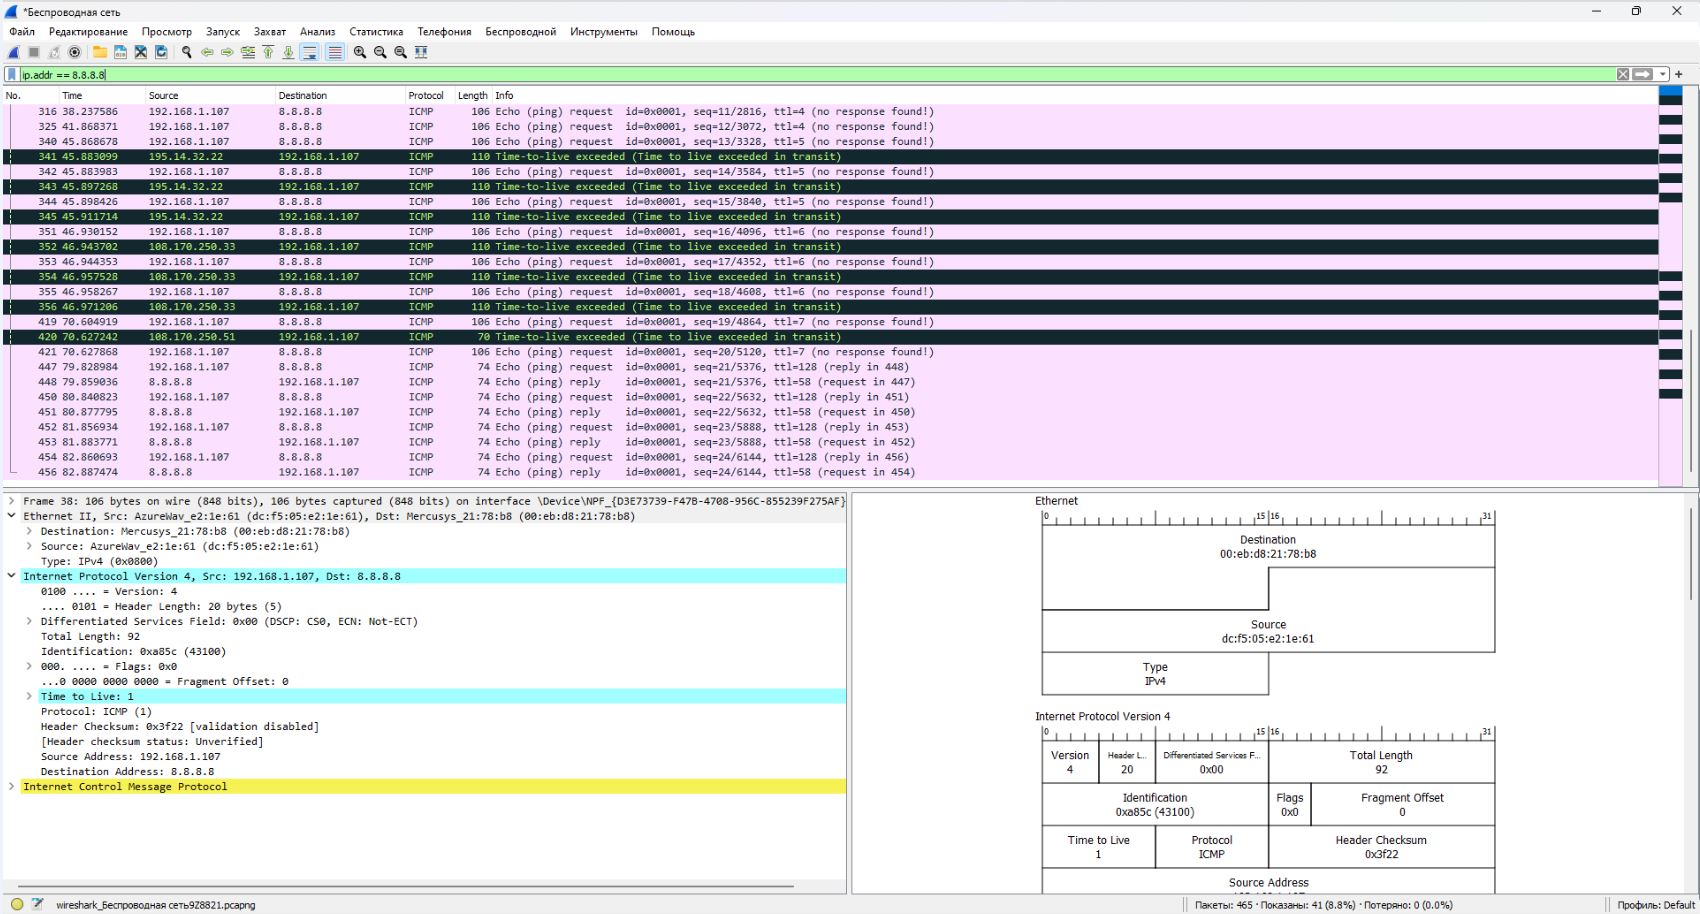 *Беспроводная сеть
Файл Редактирование Просмотр Запуск Захват Анализ Статистика Телефония Беспроводной Инструменты Помощь
ip.addr == 8.8.8.8
No. Time Source Destination Protocol Length Info
316 38.237586 192.168.1.107 8.8.8.8 ICMP 106 Echo (ping) request id=0x0001, seq=11/2816, ttl=4 (no response found!)
325 41.868371 192.168.1.107 8.8.8.8 ICMP 106 Echo (ping) request id=0x0001, seq=12/3072, ttl=4 (no response found!)
340 45.868678 192.168.1.107 8.8.8.8 ICMP 106 Echo (ping) request id=0x0001, seq=13/3328, ttl=5 (no response found!)
341 45.883099 195.14.32.22 192.168.1.107 ICMP 110 Time-to-live exceeded (Time to live exceeded in transit)
342 45.883983 192.168.1.107 8.8.8.8 ICMP 106 Echo (ping) request id=0x0001, seq=14/3584, ttl=5 (no response found!)
343 45.897268 195.14.32.22 192.168.1.107 ICMP 110 Time-to-live exceeded (Time to live exceeded in transit)
344 45.898426 192.168.1.107 8.8.8.8 ICMP 106 Echo (ping) request id=0x0001, seq=15/3840, ttl=5 (no response found!)
345 45.911714 195.14.32.22 192.168.1.107 ICMP 110 Time-to-live exceeded (Time to live exceeded in transit)
351 46.930152 192.168.1.107 8.8.8.8 ICMP 106 Echo (ping) request id=0x0001, seq=16/4096, ttl=6 (no response found!)
352 46.943702 108.170.250.33 192.168.1.107 ICMP 110 Time-to-live exceeded (Time to live exceeded in transit)
353 46.944353 192.168.1.107 8.8.8.8 ICMP 106 Echo (ping) request id=0x0001, seq=17/4352, ttl=6 (no response found!)
354 46.957528 108.170.250.33 192.168.1.107 ICMP 110 Time-to-live exceeded (Time to live exceeded in transit)
355 46.958267 192.168.1.107 8.8.8.8 ICMP 106 Echo (ping) request id=0x0001, seq=18/4608, ttl=6 (no response found!)
356 46.971206 108.170.250.33 192.168.1.107 ICMP 110 Time-to-live exceeded (Time to live exceeded in transit)
419 70.604919 192.168.1.107 8.8.8.8 ICMP 106 Echo (ping) request id=0x0001, seq=19/4864, ttl=7 (no response found!)
420 70.627242 108.170.250.51 192.168.1.107 ICMP 70 Time-to-live exceeded (Time to live exceeded in transit)
421 70.627868 192.168.1.107 8.8.8.8 ICMP 106 Echo (ping) request id=0x0001, seq=20/5120, ttl=7 (no response found!)
447 79.828984 192.168.1.107 8.8.8.8 ICMP 74 Echo (ping) request id=0x0001, seq=21/5376, ttl=128 (reply in 448)
448 79.859036 8.8.8.8 192.168.1.107 ICMP 74 Echo (ping) reply id=0x0001, seq=21/5376, ttl=58 (request in 447)
450 80.840823 192.168.1.107 8.8.8.8 ICMP 74 Echo (ping) request id=0x0001, seq=22/5632, ttl=128 (reply in 451)
451 80.877795 8.8.8.8 192.168.1.107 ICMP 74 Echo (ping) reply id=0x0001, seq=22/5632, ttl=58 (request in 450)
452 81.856934 192.168.1.107 8.8.8.8 ICMP 74 Echo (ping) request id=0x0001, seq=23/5888, ttl=128 (reply in 453)
453 81.883771 8.8.8.8 192.168.1.107 ICMP 74 Echo (ping) reply id=0x0001, seq=23/5888, ttl=58 (request in 452)
454 82.860693 192.168.1.107 8.8.8.8 ICMP 74 Echo (ping) request id=0x0001, seq=24/6144, ttl=128 (reply in 456)
456 82.887474 8.8.8.8 192.168.1.107 ICMP 74 Echo (ping) reply id=0x0001, seq=24/6144, ttl=58 (request in 454)
Frame 38: 106 bytes on wire (848 bits), 106 bytes captured (848 bits) on interface \Device\NPF_{D3E73739-F47B-4708-956C-855239F275AF}
Ethernet II, Src: AzureWav_e2:1e:61 (dc:f5:05:e2:1e:61), Dst: Mercusys_21:78:b8 (00:eb:d8:21:78:b8)
Destination: Mercusys_21:78:b8 (00:eb:d8:21:78:b8)
Source: AzureWav_e2:1e:61 (dc:f5:05:e2:1e:61)
Type: IPv4 (0x0800)
Internet Protocol Version 4, Src: 192.168.1.107, Dst: 8.8.8.8
0100 .... = Version: 4
.... 0101 = Header Length: 20 bytes (5)
Differentiated Services Field: 0x00 (DSCP: CS0, ECN: Not-ECT)
Total Length: 92
Identification: 0xa85c (43100)
000. .... = Flags: 0x0
...0 0000 0000 0000 = Fragment Offset: 0
Time to Live: 1
Protocol: ICMP (1)
Header Checksum: 0x3f22 [validation disabled]
[Header checksum status: Unverified]
Source Address: 192.168.1.107
Destination Address: 8.8.8.8
Internet Control Message Protocol
Ethernet
0 15 16 31
Destination
00:eb:d8:21:78:b8
Source
dc:f5:05:e2:1e:61
Type
IPv4
Internet Protocol Version 4
0 15 16 31
Version Header L... Differentiated Services F... Total Length
4 20 0x00 92
Identification Flags Fragment Offset
0xa85c (43100) 0x0 0
Time to Live Protocol Header Checksum
1 ICMP 0x3f22
Source Address
wireshark_Беспроводная сеть9Z8821.pcapng Пакеты: 465 · Показаны: 41 (8.8%) · Потеряно: 0 (0.0%) Профиль: Default